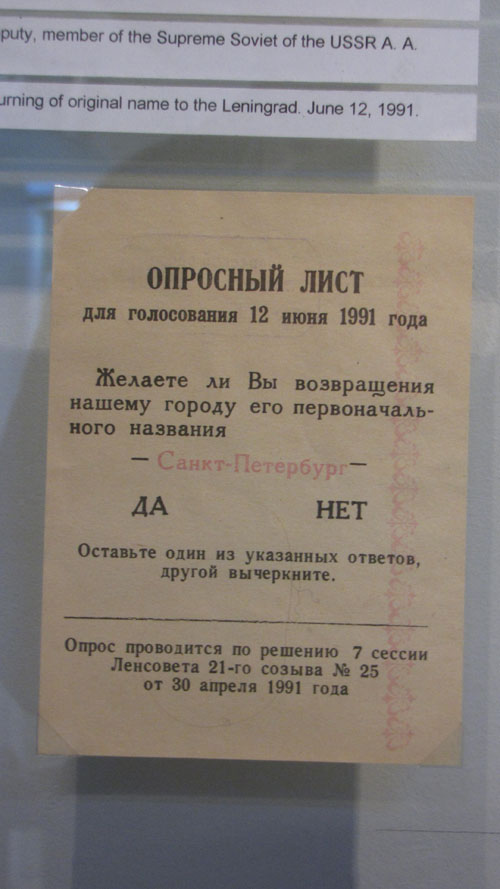 puty, member of the Supreme Soviet of the USSR A. A.
urning of original name to the Leningrad. June 12, 1991.
ОПРОСНЫЙ ЛИСТ
для голосования 12 июня 1991 года
Желаете ли Вы возвращения
нашему городу его первоначаль-
ного названия
— Санкт-Петербург —
ДА НЕТ
Оставьте один из указанных ответов,
другой вычеркните.
Опрос проводится по решению 7 сессии
Ленсовета 21-го созыва № 25
от 30 апреля 1991 года